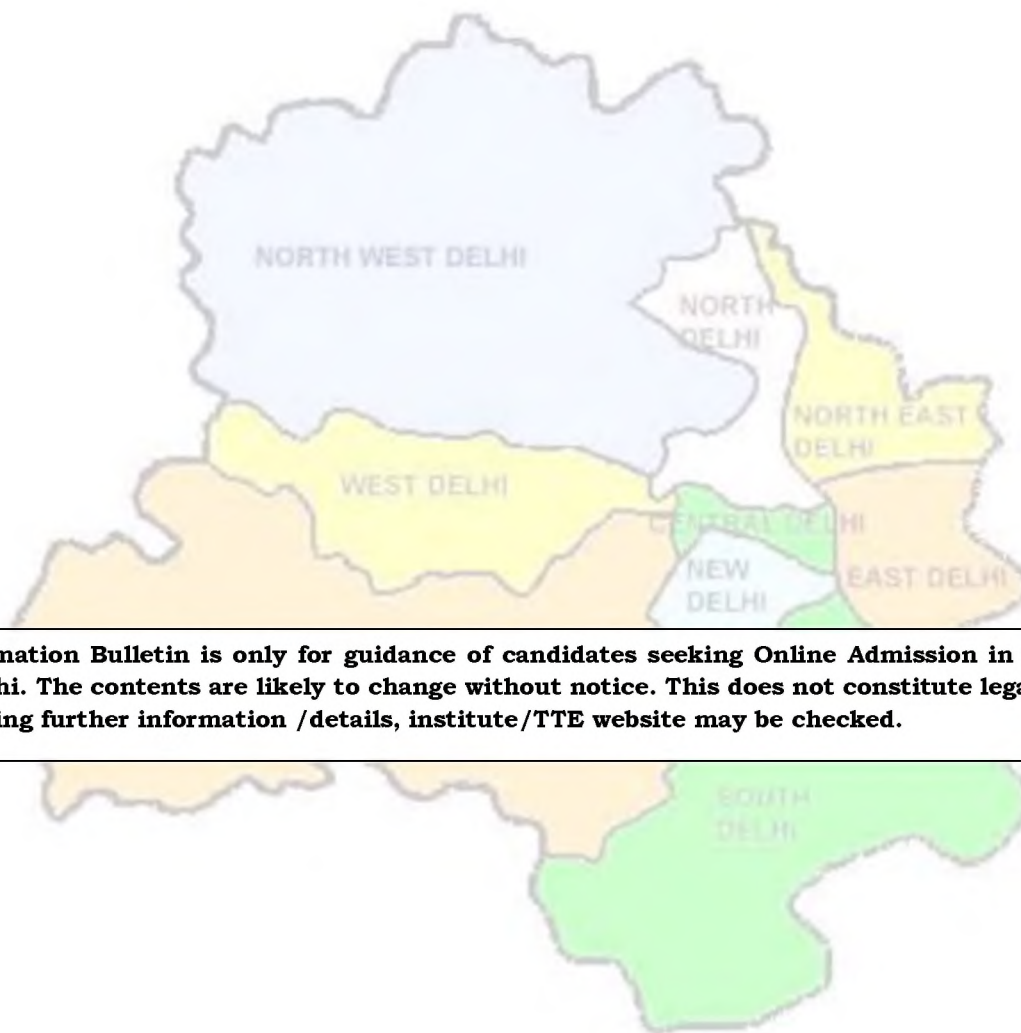 NORTH WEST DELHI
NORTH
DELHI
NORTH EAST
DELHI
WEST DELHI
CENTRAL DELHI
NEW
DELHI
EAST DELHI
mation Bulletin is only for guidance of candidates seeking Online Admission in
hi. The contents are likely to change without notice. This does not constitute lega
ing further information /details, institute/TTE website may be checked.
SOUTH
DELHI